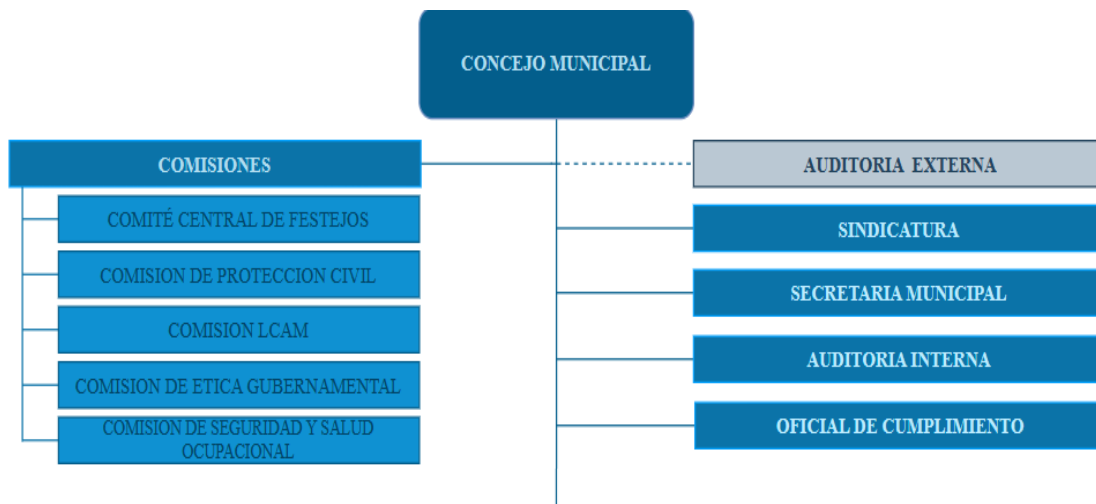 CONCEJO MUNICIPAL
COMISIONES
COMITÉ CENTRAL DE FESTEJOS
COMISION DE PROTECCION CIVIL
COMISION LCAM
COMISION DE ETICA GUBERNAMENTAL
COMISION DE SEGURIDAD Y SALUD
OCUPACIONAL
AUDITORIA EXTERNA
SINDICATURA
SECRETARIA MUNICIPAL
AUDITORIA INTERNA
OFICIAL DE CUMPLIMIENTO